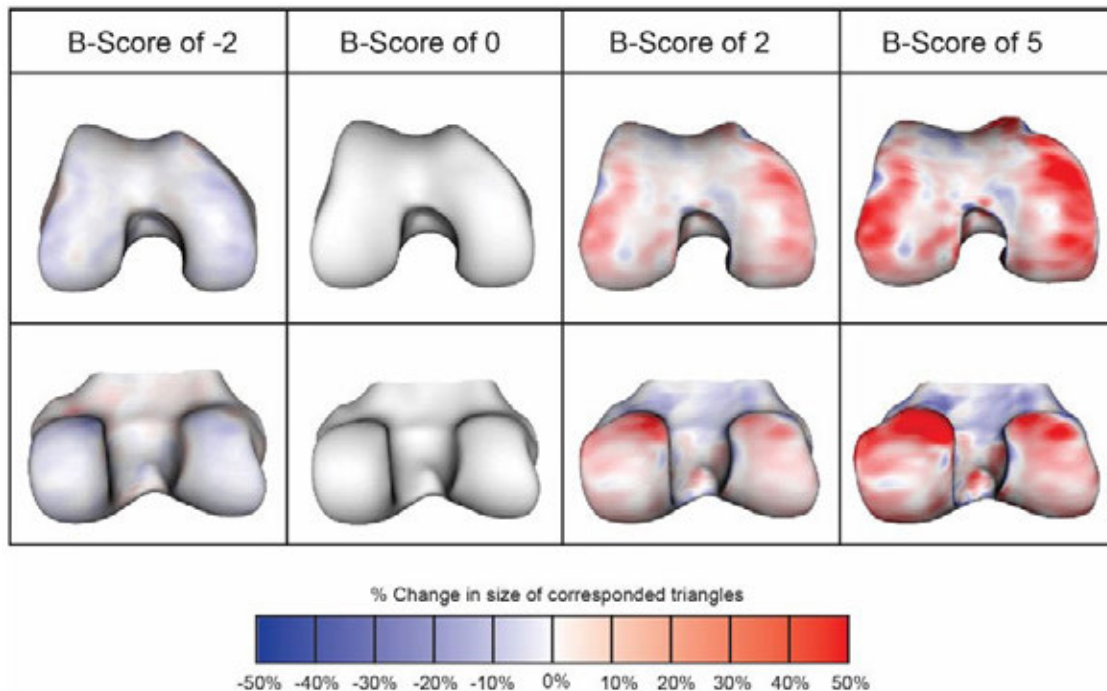 B-Score of -2
B-Score of 0
B-Score of 2
B-Score of 5
% Change in size of corresponded triangles
-50% -40% -30% -20% -10% 0% 10% 20% 30% 40% 50%